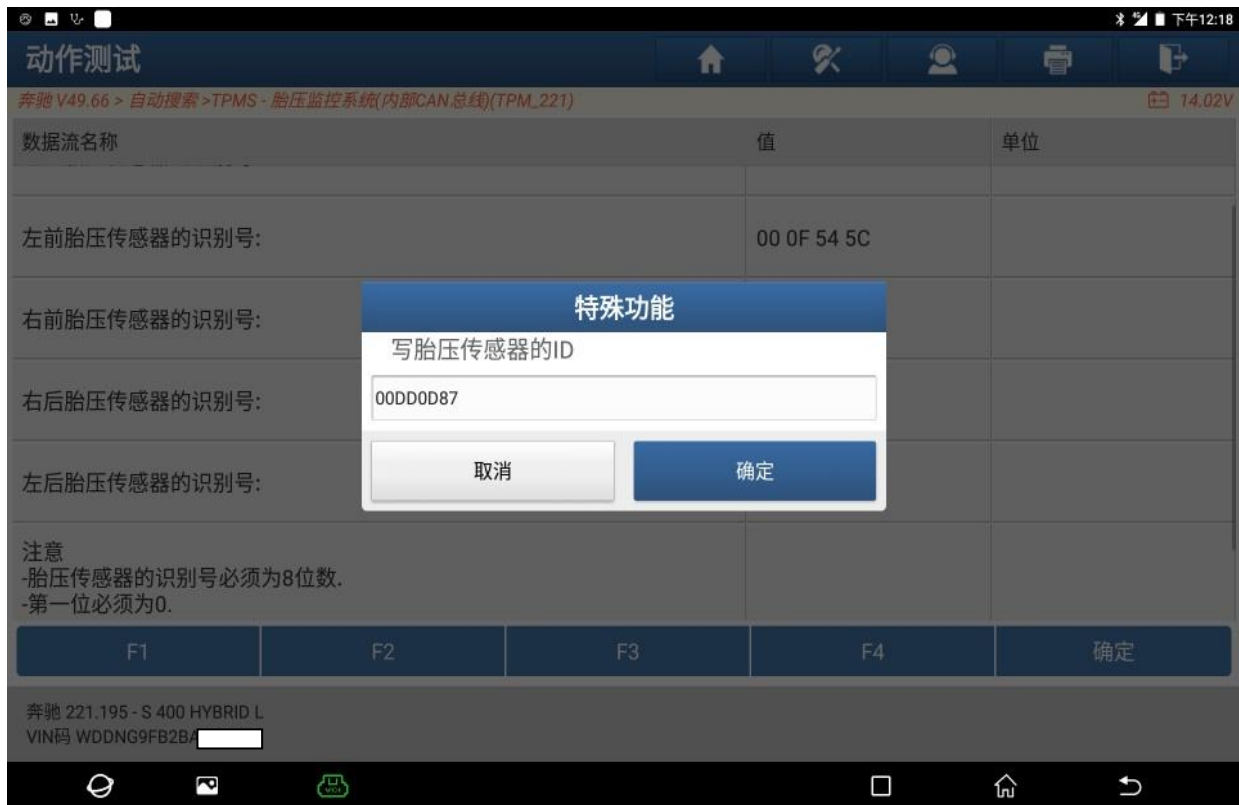 下午12:18
动作测试
奔驰 V49.66 > 自动搜索 >TPMS - 胎压监控系统(内部CAN 总线)(TPM_221)
14.02V
数据流名称 值 单位
左前胎压传感器的识别号: 00 0F 54 5C
特殊功能
右前胎压传感器的识别号:
写胎压传感器的ID
右后胎压传感器的识别号:
00DD0D87
取消 确定
左后胎压传感器的识别号:
注意
-胎压传感器的识别号必须为8位数.
-第一位必须为0.
F1 F2 F3 F4 确定
奔驰 221.195 - S 400 HYBRID L
VIN码 WDDNG9FB2BA